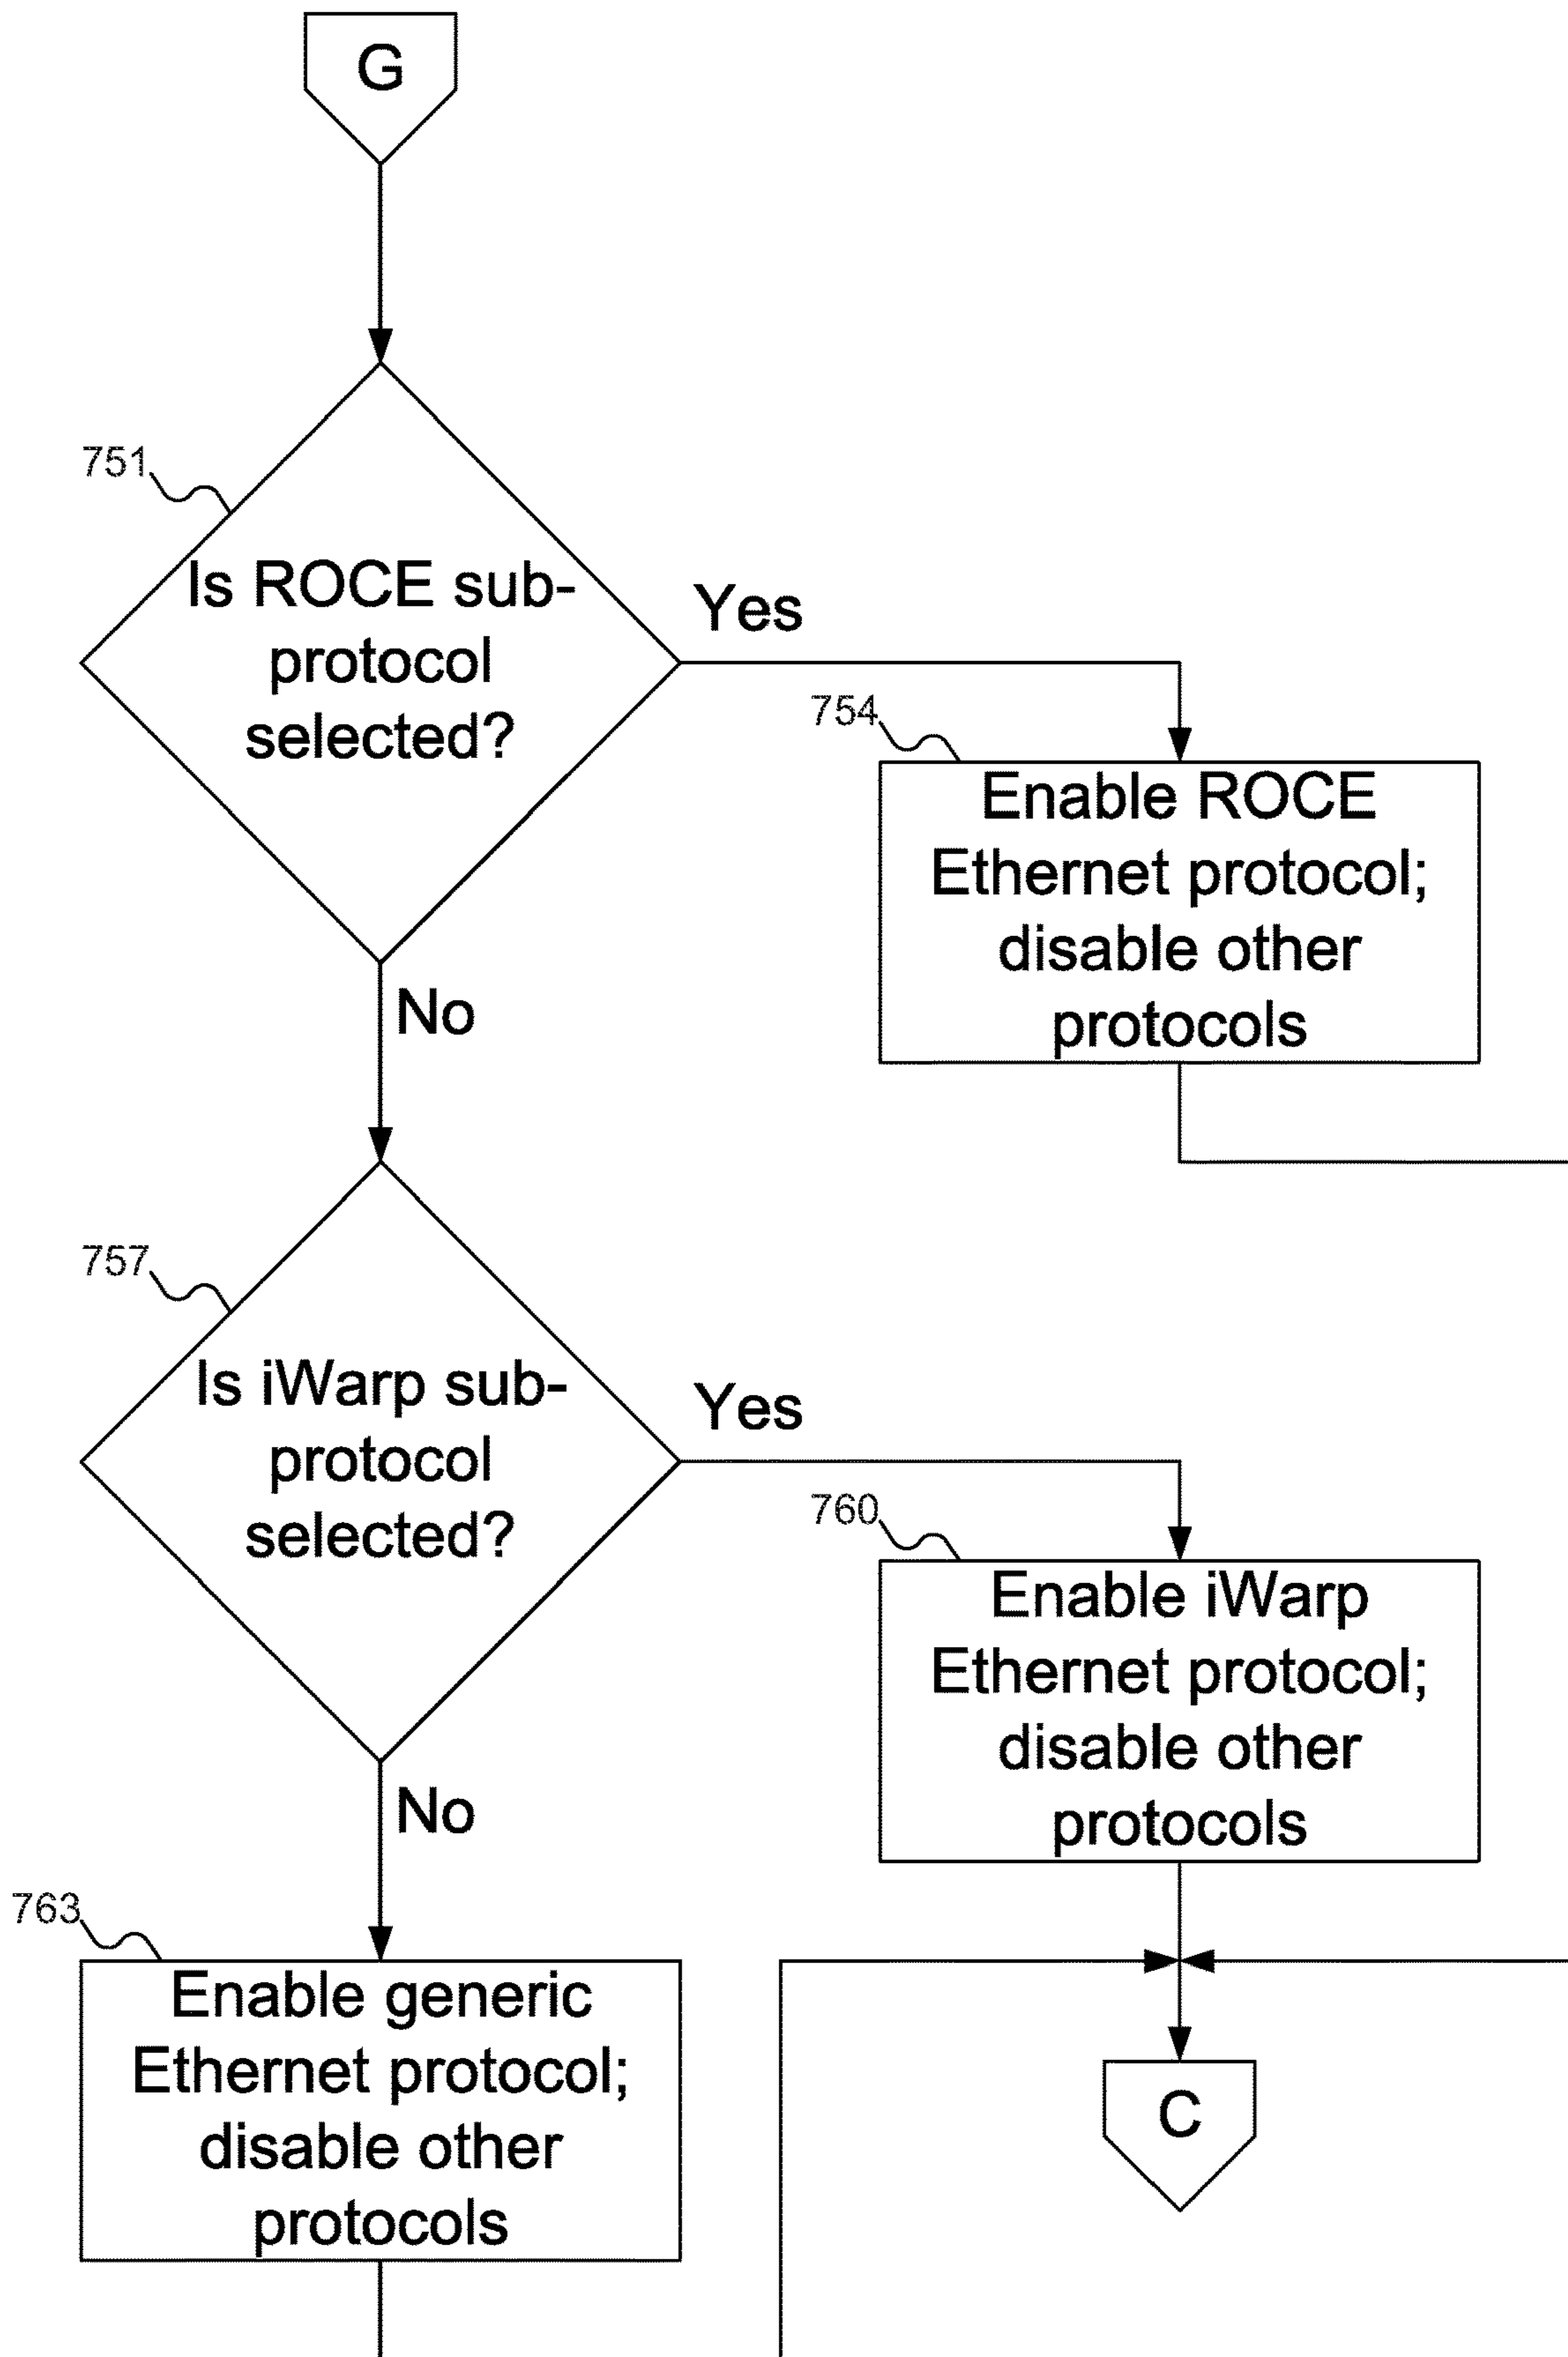 G
751
Is ROCE sub-
protocol
selected?
Yes
754
Enable ROCE
Ethernet protocol;
disable other
protocols
No
757
Is iWarp sub-
protocol
selected?
Yes
760
Enable iWarp
Ethernet protocol;
disable other
protocols
No
763
Enable generic
Ethernet protocol;
disable other
protocols
C